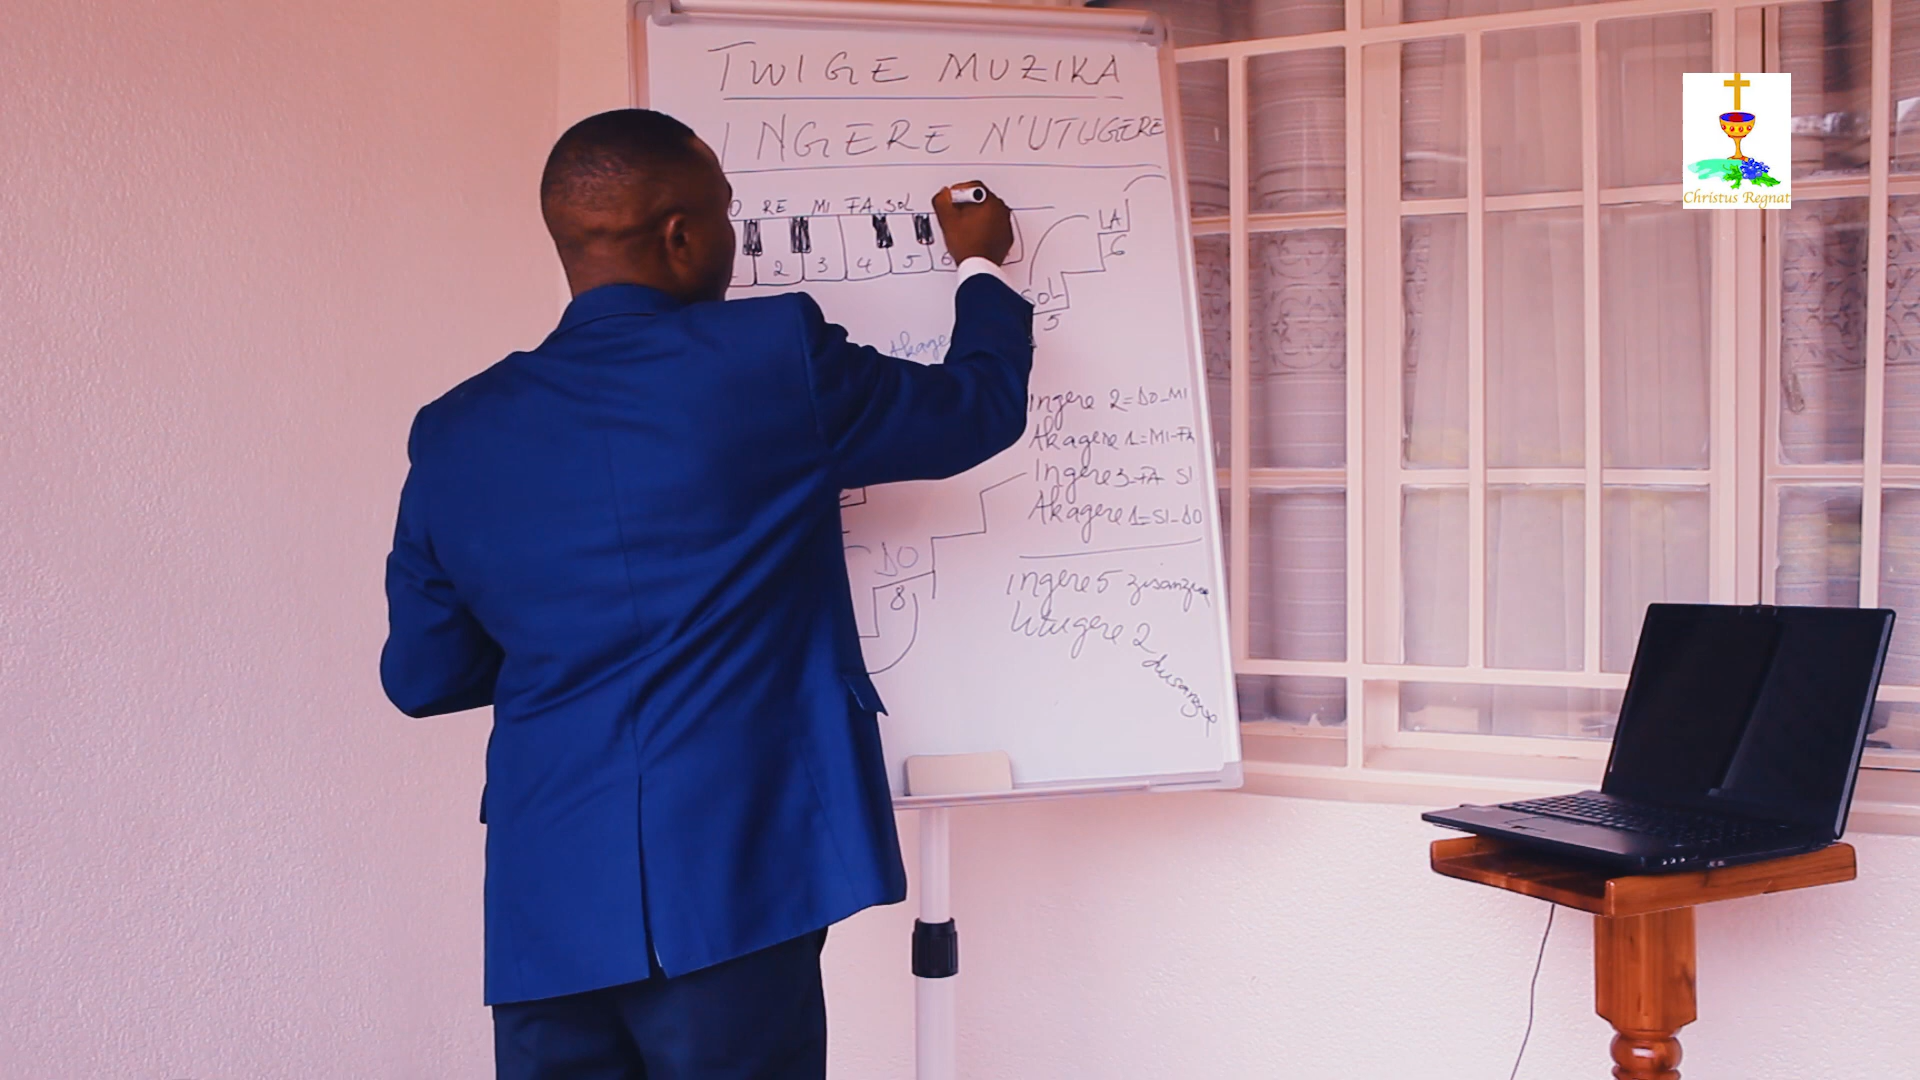 TWIGE MUZIKA
INGERE N'UTUGERE
RE MI FA SOL
2 3 4 5 6
LA
6
SOL
5
Ingere 2=DO-MI
Akagere 1=MI-FA
Ingere 3-FA SI
Akagere 1=SI-DO
DO
8
Ingere 5 zisanzwe
Utugere 2
dusanzwe
Christus Regnat